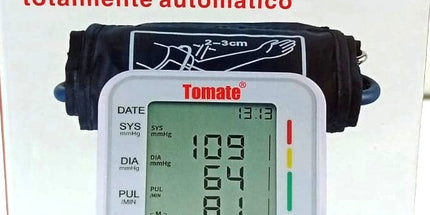 totalmente automático
2-3cm
Tomate®
DATE 13:13
SYS mmHg SYS mmHg 109
DIA mmHg DIA mmHg 64
PUL /MIN PUL /MIN 81
M